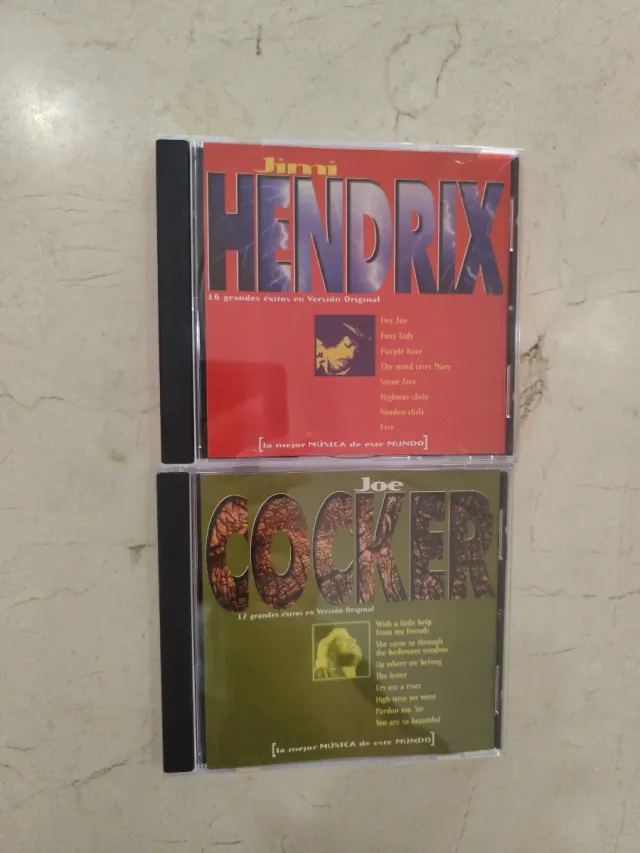 Jimi
HENDRIX
16 grandes éxitos en Versión Original
Hey Joe
Foxy lady
Purple haze
The wind cries Mary
Stone free
Highway chile
Voodoo chile
Fire
[la mejor MÚSICA de este MUNDO]
Joe
COCKER
17 grandes éxitos en Versión Original
With a little help
from my friends
She came in through
the bathroom window
Up where we belong
The letter
Cry me a river
High time we went
Pardon me, Sir
You are so beautiful
[la mejor MÚSICA de este MUNDO]